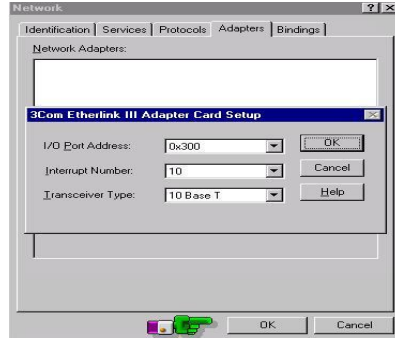 Network
Identification Services Protocols Adapters Bindings
Network Adapters:
3Com Etherlink III Adapter Card Setup
I/O Port Address: 0x300 OK
Interrupt Number: 10 Cancel
Transceiver Type: 10 Base T Help
OK Cancel